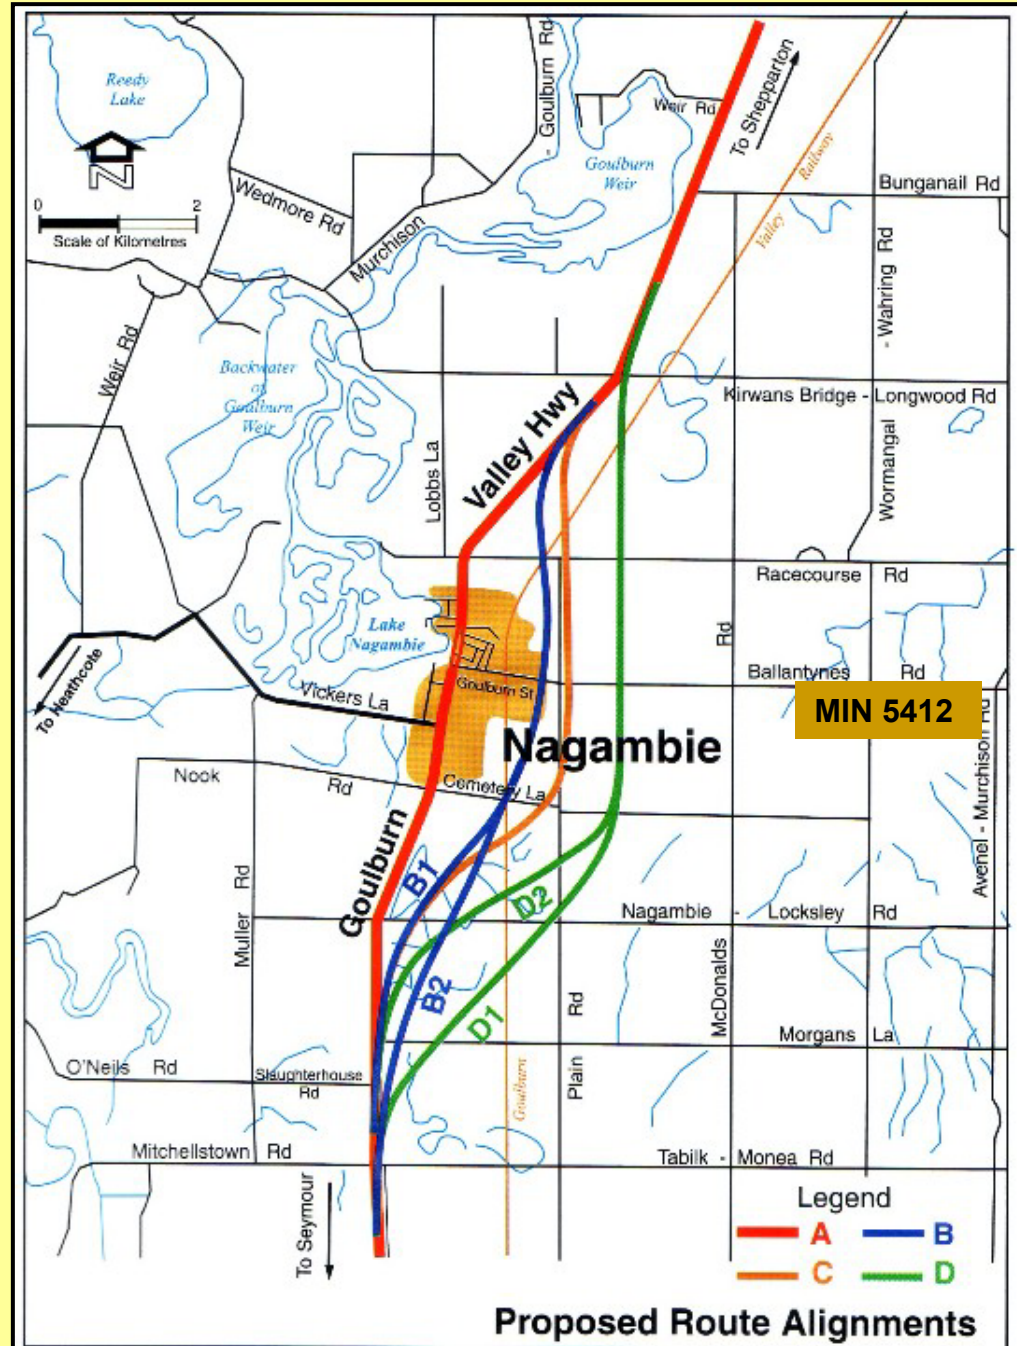 Reedy
Lake
N
0 2
Scale of Kilometres
Wedmore Rd
Murchison
- Goulburn Rd
Goulburn
Weir
Weir Rd
To Shepparton
Valley Railway
Bunganail Rd
- Wahring Rd
Weir Rd
Backwater
of
Goulburn
Weir
Lobbs La
Valley Hwy
Kirwans Bridge - Longwood Rd
Wormangal
Racecourse Rd
Lake
Nagambie
Goulburn St
To Heathcote
Vickers La
Rd
Ballantynes Rd
MIN 5412
Nagambie
Nook Rd
Cemetery La
Avenel - Murchison Rd
Goulburn
B1
Muller Rd
D2
Nagambie - Locksley Rd
B2
D1
McDonalds
Morgans La
O'Neils Rd
Slaughterhouse
Rd
Goulburn
Plain Rd
Mitchellstown Rd
Tabilk - Monea Rd
To Seymour
Legend
A B
C D
Proposed Route Alignments